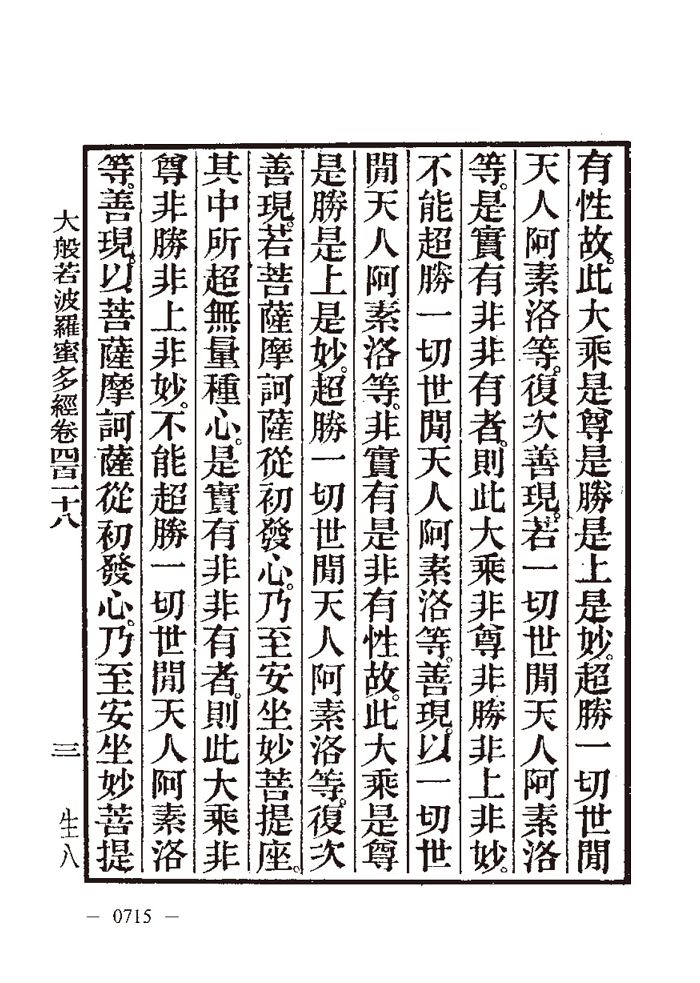 有性故。此大乘是尊是勝是上是妙。超勝一切世閒
天人阿素洛等。復次善現。若一切世閒天人阿素洛
等。是實有非非有者。則此大乘非尊非勝非上非妙。
不能超勝一切世閒天人阿素洛等。善現。以一切世
閒天人阿素洛等。非實有是非有性故。此大乘是尊
是勝是上是妙。超勝一切世閒天人阿素洛等。復次
善現。若菩薩摩訶薩從初發心。乃至安坐妙菩提座。
其中所超無量種心。是實有非非有者。則此大乘非
尊非勝非上非妙。不能超勝一切世閒天人阿素洛
等。善現。以菩薩摩訶薩從初發心。乃至安坐妙菩提
大般若波羅蜜多經卷四百二十八 三 生八
— 0715 —